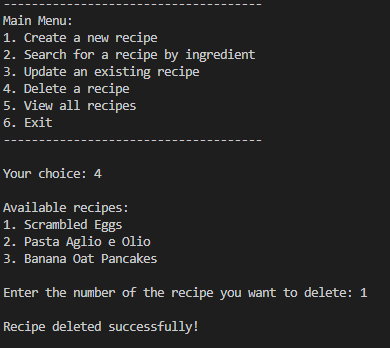 -------------------------------------
Main Menu:
1. Create a new recipe
2. Search for a recipe by ingredient
3. Update an existing recipe
4. Delete a recipe
5. View all recipes
6. Exit
-------------------------------------
Your choice: 4
Available recipes:
1. Scrambled Eggs
2. Pasta Aglio e Olio
3. Banana Oat Pancakes
Enter the number of the recipe you want to delete: 1
Recipe deleted successfully!